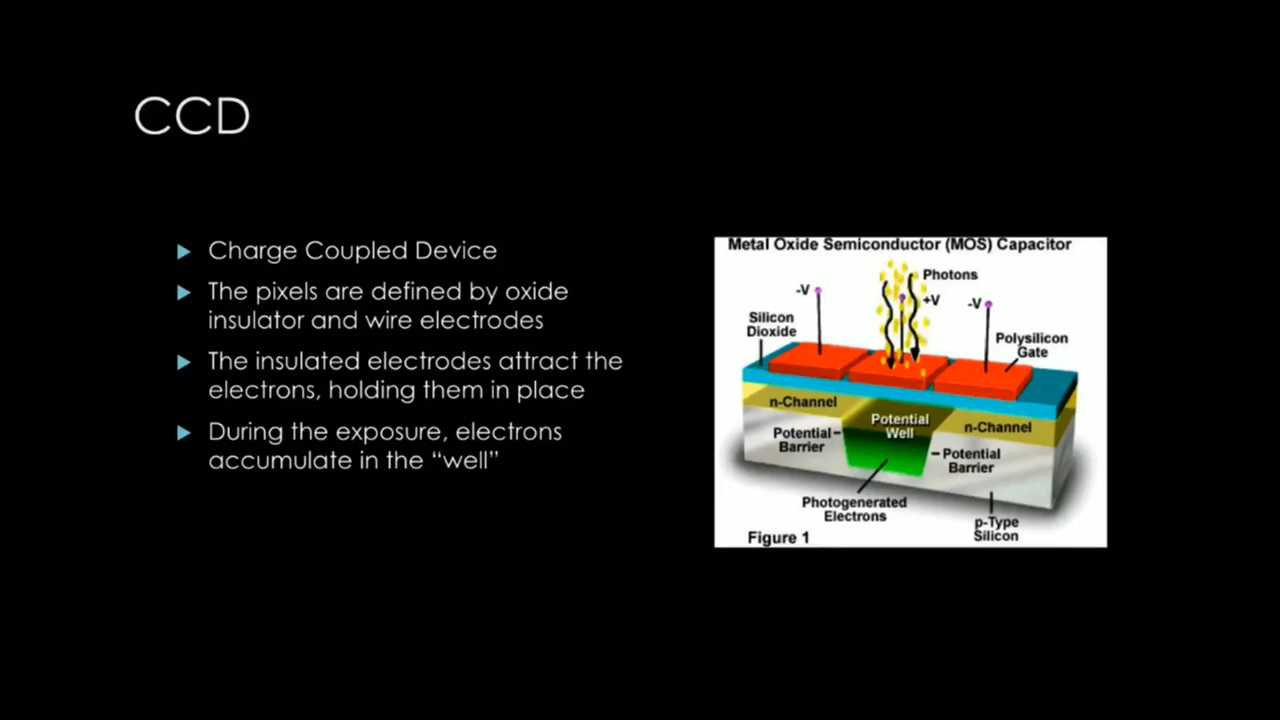 CCD
Charge Coupled Device
The pixels are defined by oxide
insulator and wire electrodes
The insulated electrodes attract the
electrons, holding them in place
During the exposure, electrons
accumulate in the “well”
Metal Oxide Semiconductor (MOS) Capacitor
Photons
-V
+V
-V
Silicon
Dioxide
Polysilicon
Gate
n-Channel
Potential
Well
n-Channel
Potential
Barrier
Potential
Barrier
Photogenerated
Electrons
p-Type
Silicon
Figure 1